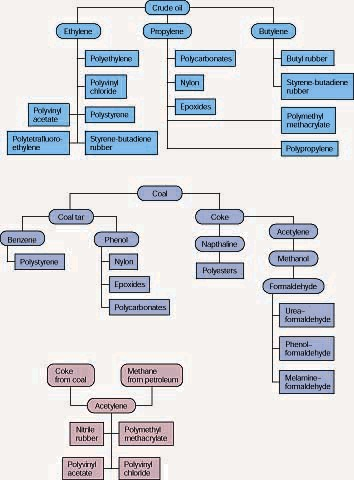 Crude oil
Ethylene
Propylene
Butylene
Polyethylene
Polyvinyl
chloride
Polyvinyl
acetate
Polystyrene
Polytetrafluoro-
ethylene
Styrene-butadiene
rubber
Polycarbonates
Nylon
Epoxides
Polymethyl
methacrylate
Polypropylene
Butyl rubber
Styrene-butadiene
rubber
Coal
Coal tar
Coke
Benzene
Phenol
Polystyrene
Nylon
Epoxides
Polycarbonates
Napthaline
Polyesters
Acetylene
Methanol
Formaldehyde
Urea-
formaldehyde
Phenol-
formaldehyde
Melamine-
formaldehyde
Coke
from coal
Methane
from petroleum
Acetylene
Nitrile
rubber
Polymethyl
methacrylate
Polyvinyl
acetate
Polyvinyl
chloride